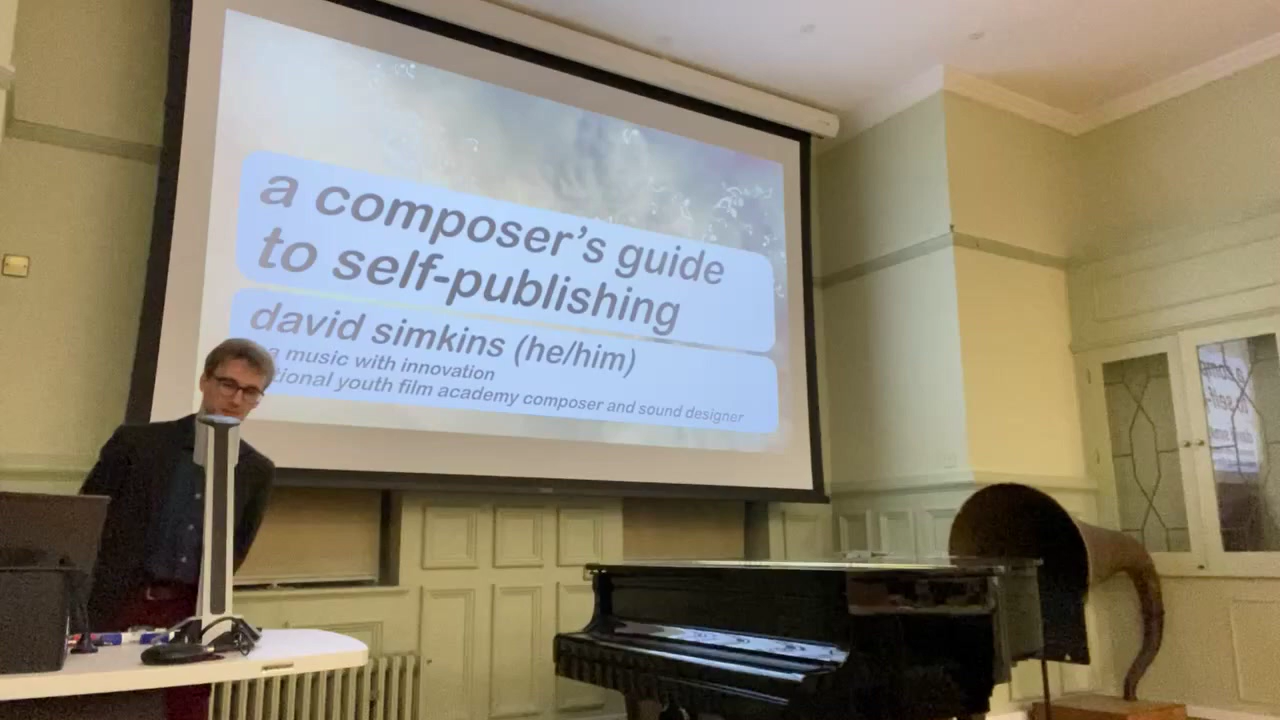 a composer's guide
to self-publishing
david simkins (he/him)
music with innovation
youth film academy composer and sound designer